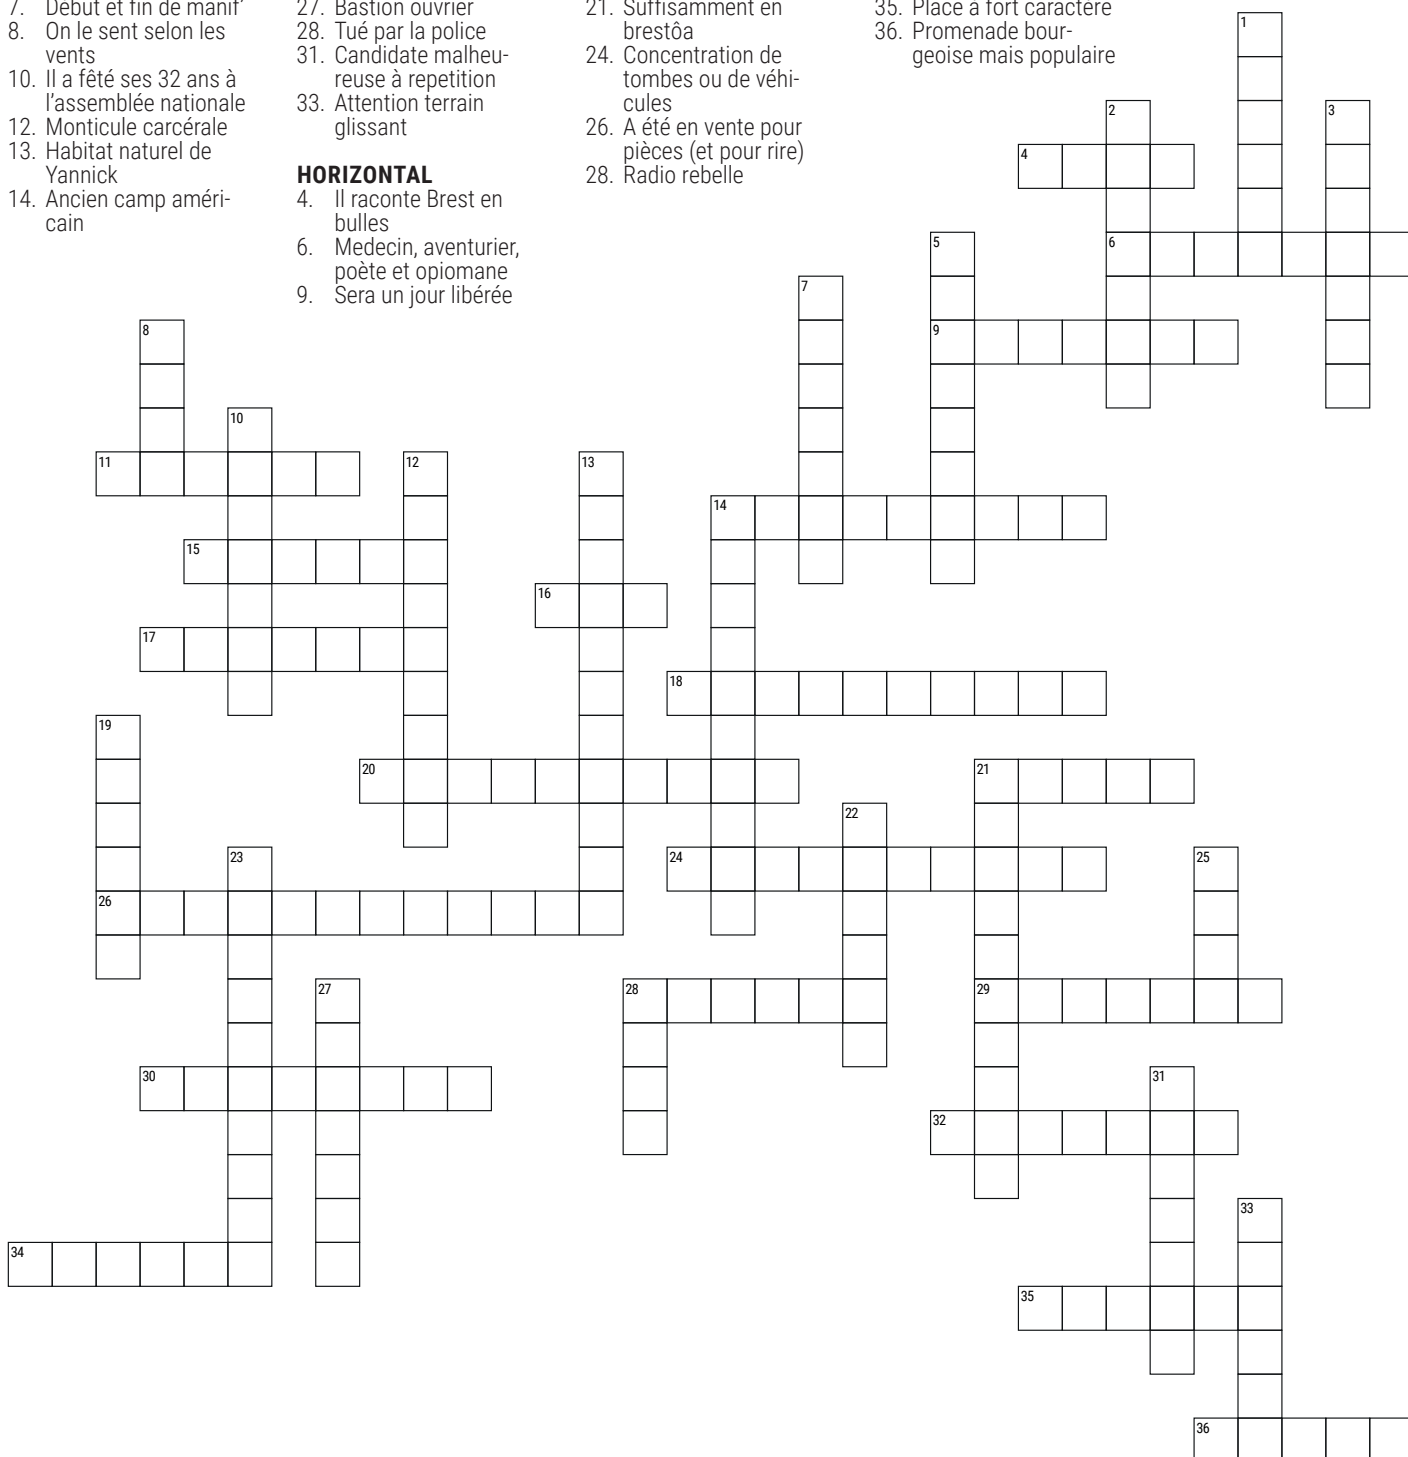 7. Début et fin de manif’
8. On le sent selon les
vents
10. Il a fêté ses 32 ans à
l’assemblée nationale
12. Monticule carcérale
13. Habitat naturel de
Yannick
14. Ancien camp améri-
cain
27. Bastion ouvrier
28. Tué par la police
31. Candidate malheu-
reuse à repetition
33. Attention terrain
glissant
HORIZONTAL
4. Il raconte Brest en
bulles
6. Medecin, aventurier,
poète et opiomane
9. Sera un jour libérée
21. Suffisamment en
brestôa
24. Concentration de
tombes ou de véhi-
cules
26. A été en vente pour
pièces (et pour rire)
28. Radio rebelle
35. Place à fort caractère
36. Promenade bour-
geoise mais populaire
1
2
3
4
5
6
7
8
9
10
11
12
13
14
15
16
17
18
19
20
21
22
23
24
25
26
27
28
29
30
31
32
33
34
35
36